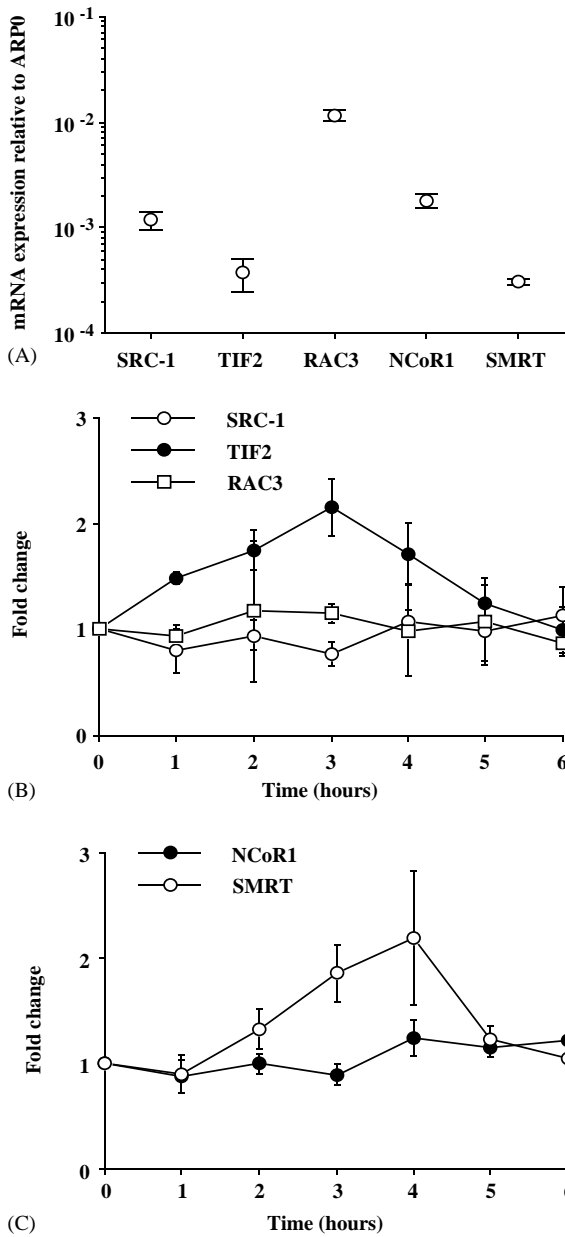 mRNA expression relative to ARP0
10-1
10-2
10-3
10-4
(A)
SRC-1 TIF2 RAC3 NCoR1 SMRT
SRC-1
TIF2
RAC3
Fold change
3
2
1
0
0 1 2 3 4 5 6
(B)
Time (hours)
NCoR1
SMRT
Fold change
3
2
1
0
0 1 2 3 4 5
(C)
Time (hours)